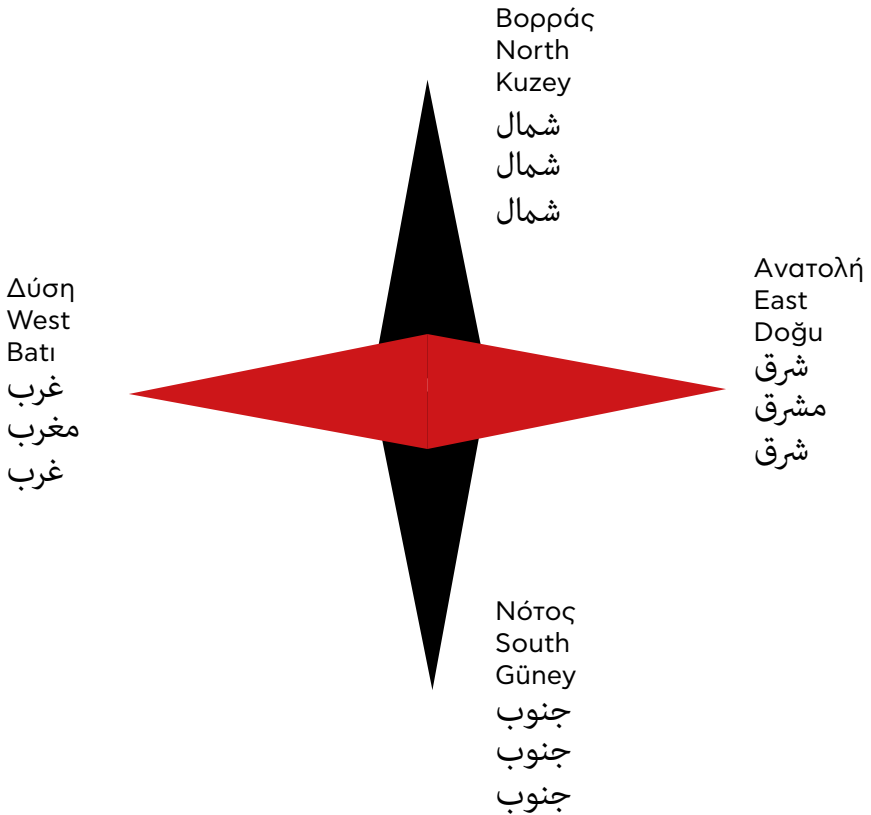 Βορράς
North
Kuzey
شمال
شمال
شمال
Δύση
West
Batı
غرب
مغرب
غرب
Ανατολή
East
Doğu
شرق
مشرق
شرق
Νότος
South
Güney
جنوب
جنوب
جنوب